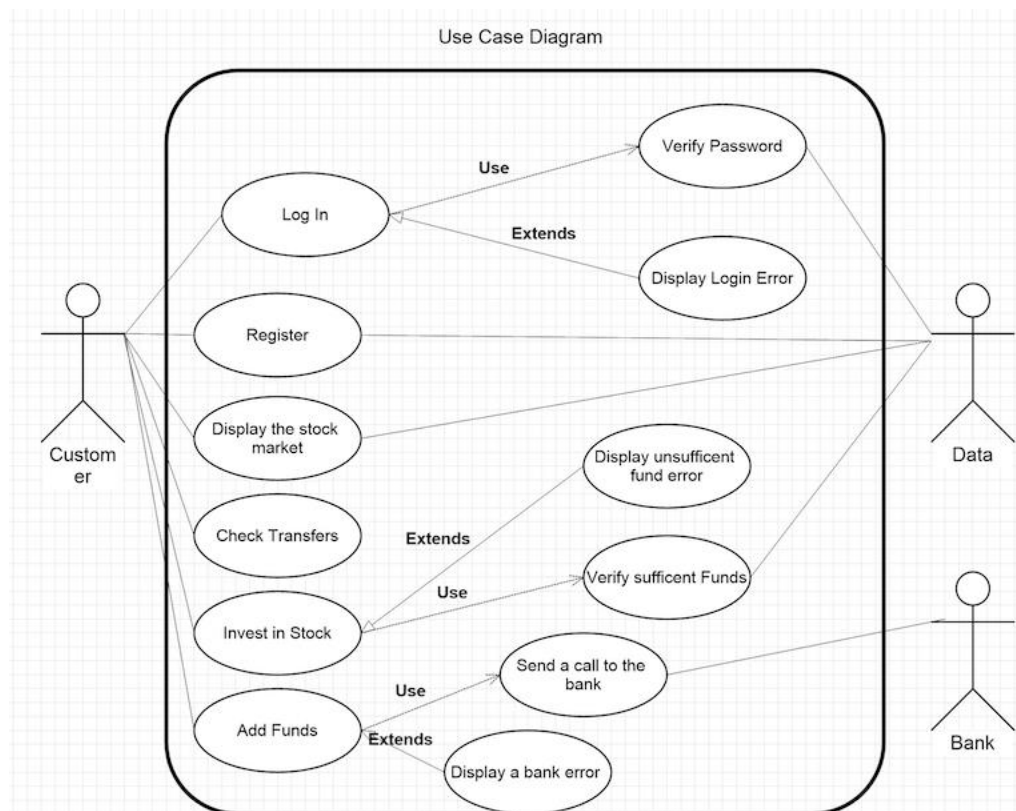 Use Case Diagram
Verify Password
Use
Log In
Extends
Display Login Error
Register
Display the stock
market
Custom
er
Data
Display unsufficent
fund error
Check Transfers
Extends
Verify sufficent Funds
Use
Invest in Stock
Send a call to the
bank
Use
Add Funds
Extends
Bank
Display a bank error